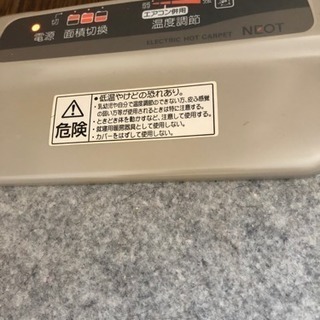 切
05
エアコン併用
電源 面積切換
温度調節
ELECTRIC HOT CARPET NEOT
危険
•低温やけどの恐れあり。
乳幼児や自分で温度調節のできない方、皮膚感覚
の弱い方等が使用されるときは特に注意する。
•ときどき体を動かすなど、注意して使用する。
•就寝用暖房器具として使用しない。
•カバーをはずして使用しない。